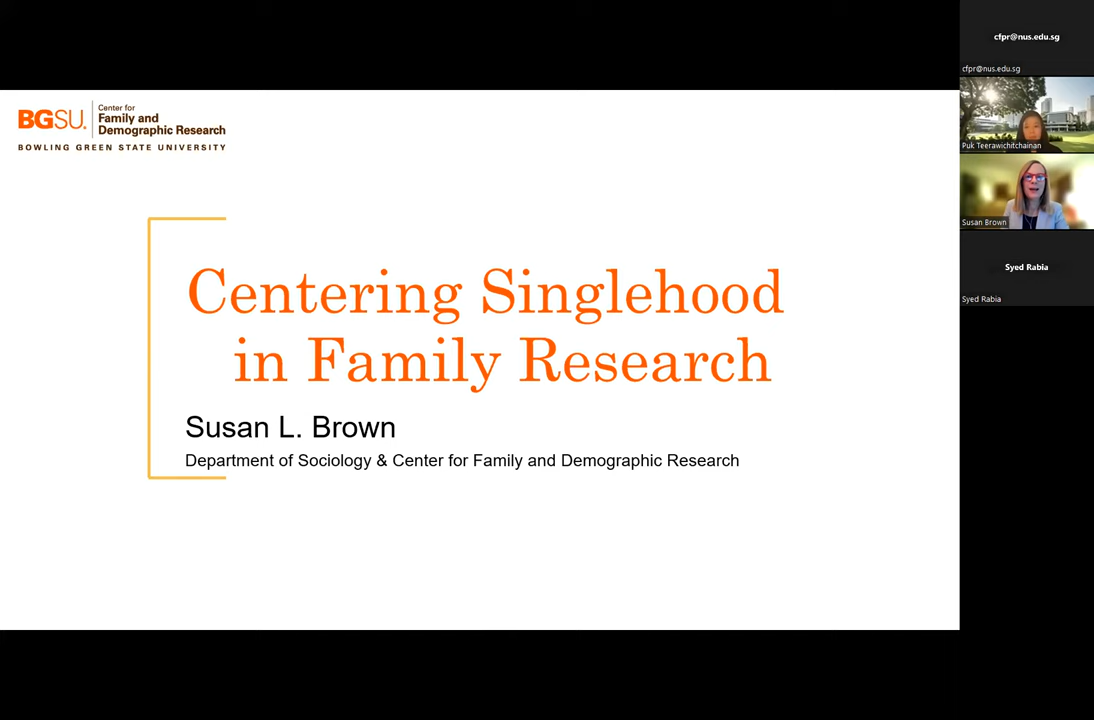 BGSU.
Center for
Family and
Demographic Research
BOWLING GREEN STATE UNIVERSITY
Centering Singlehood
in Family Research
Susan L. Brown
Department of Sociology & Center for Family and Demographic Research
cfpr@nus.edu.sg
cfpr@nus.edu.sg
Puk Teerawichitchainan
Susan Brown
Syed Rabia
Syed Rabia